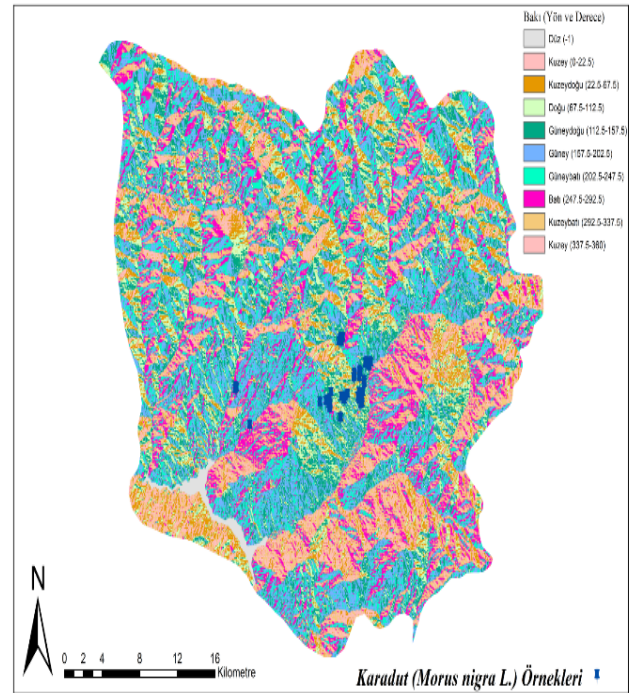 Bakı (Yön ve Derece)
Düz (-1)
Kuzey (0-22.5)
Kuzeydoğu (22.5-67.5)
Doğu (67.5-112.5)
Güneydoğu (112.5-157.5)
Güney (157.5-202.5)
Güneybatı (202.5-247.5)
Batı (247.5-292.5)
Kuzeybatı (292.5-337.5)
Kuzey (337.5-360)
N
0 2 4 8 12 16
Kilometre
Karadut (Morus nigra L.) Örnekleri